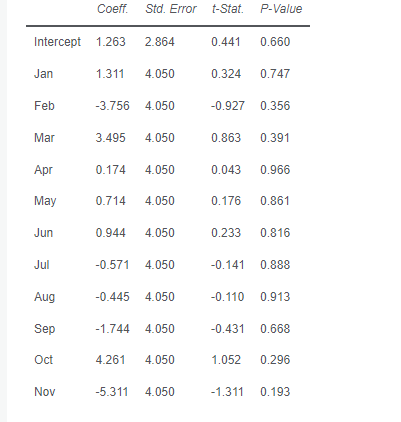 Coeff. Std. Error t-Stat. P-Value
Intercept 1.263 2.864 0.441 0.660
Jan 1.311 4.050 0.324 0.747
Feb -3.756 4.050 -0.927 0.356
Mar 3.495 4.050 0.863 0.391
Apr 0.174 4.050 0.043 0.966
May 0.714 4.050 0.176 0.861
Jun 0.944 4.050 0.233 0.816
Jul -0.571 4.050 -0.141 0.888
Aug -0.445 4.050 -0.110 0.913
Sep -1.744 4.050 -0.431 0.668
Oct 4.261 4.050 1.052 0.296
Nov -5.311 4.050 -1.311 0.193